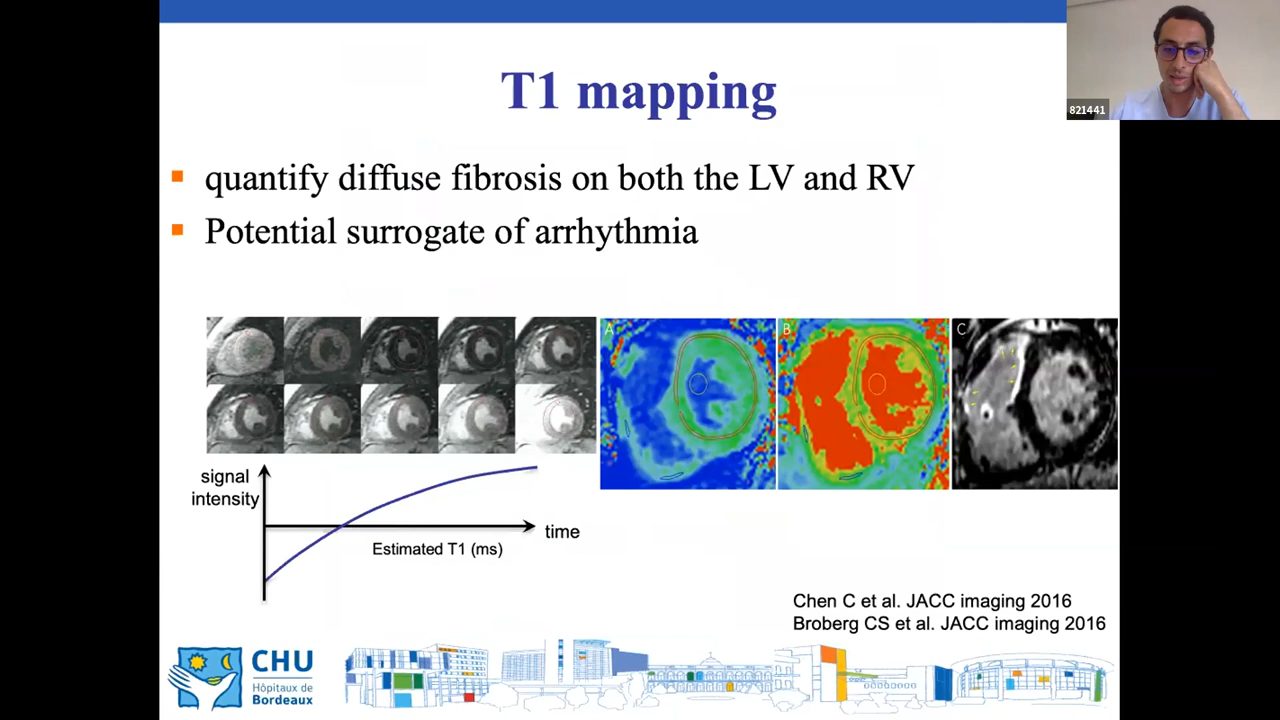 821441
T1 mapping
quantify diffuse fibrosis on both the LV and RV
Potential surrogate of arrhythmia
A
B
C
signal
intensity
time
Estimated T1 (ms)
Chen C et al. JACC imaging 2016
Broberg CS et al. JACC imaging 2016
CHU
Hôpitaux de
Bordeaux